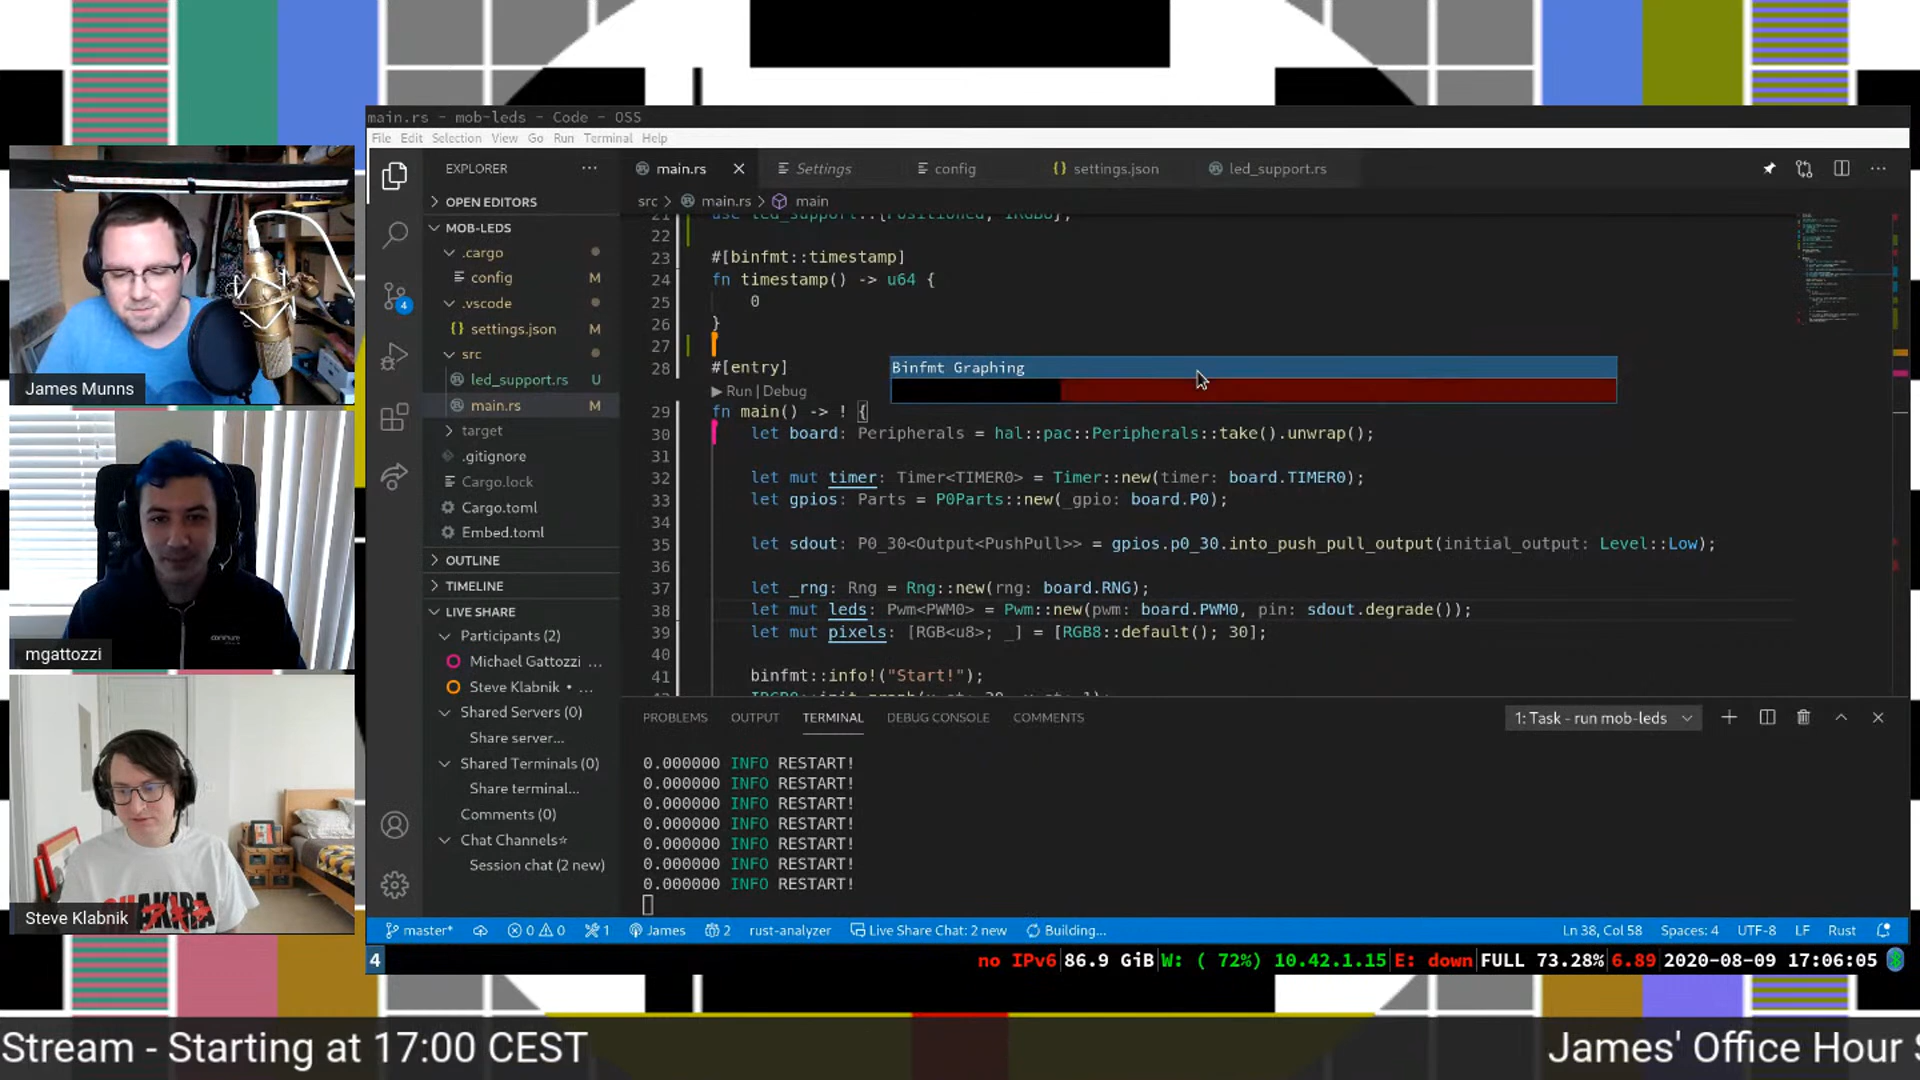 main.rs - mob-leds - Code - OSS
File Edit Selection View Go Run Terminal Help
EXPLORER
main.rs
Settings
config
settings.json
led_support.rs
src > main.rs > main
OPEN EDITORS
MOB-LEDS
.cargo
config M
.vscode
settings.json M
src
led_support.rs U
main.rs M
target
.gitignore
Cargo.lock
Cargo.toml
Embed.toml
OUTLINE
TIMELINE
LIVE SHARE
Participants (2)
Michael Gattozzi ...
Steve Klabnik • ...
Shared Servers (0)
Share server...
Shared Terminals (0)
Share terminal...
Comments (0)
Chat Channels☆
Session chat (2 new)
4
21 use led_support::{Positioned, IRGB8};
22
23 #[binfmt::timestamp]
24 fn timestamp() -> u64 {
25 0
26 }
27
28 #[entry]
▶ Run | Debug
29 fn main() -> ! {
30 let board: Peripherals = hal::pac::Peripherals::take().unwrap();
31
32 let mut timer: Timer<TIMER0> = Timer::new(timer: board.TIMER0);
33 let gpios: Parts = P0Parts::new(_gpio: board.P0);
34
35 let sdout: P0_30<Output<PushPull>> = gpios.p0_30.into_push_pull_output(initial_output: Level::Low);
36
37 let _rng: Rng = Rng::new(rng: board.RNG);
38 let mut leds: Pwm<PWM0> = Pwm::new(pwm: board.PWM0, pin: sdout.degrade());
39 let mut pixels: [RGB<u8>; _] = [RGB8::default(); 30];
40
41 binfmt::info!("Start!");
Binfmt Graphing
PROBLEMS OUTPUT TERMINAL DEBUG CONSOLE COMMENTS
1: Task - run mob-leds
0.000000 INFO RESTART!
0.000000 INFO RESTART!
0.000000 INFO RESTART!
0.000000 INFO RESTART!
0.000000 INFO RESTART!
0.000000 INFO RESTART!
0.000000 INFO RESTART!
master* 0 0 1 James 2 rust-analyzer Live Share Chat: 2 new Building... Ln 38, Col 58 Spaces: 4 UTF-8 LF Rust
4 no IPv6|86.9 GiB|W: ( 72%) 10.42.1.15|E: down|FULL 73.28%|6.89|2020-08-09 17:06:05
James Munns
mgattozzi
Steve Klabnik
Stream - Starting at 17:00 CEST
James' Office Hour